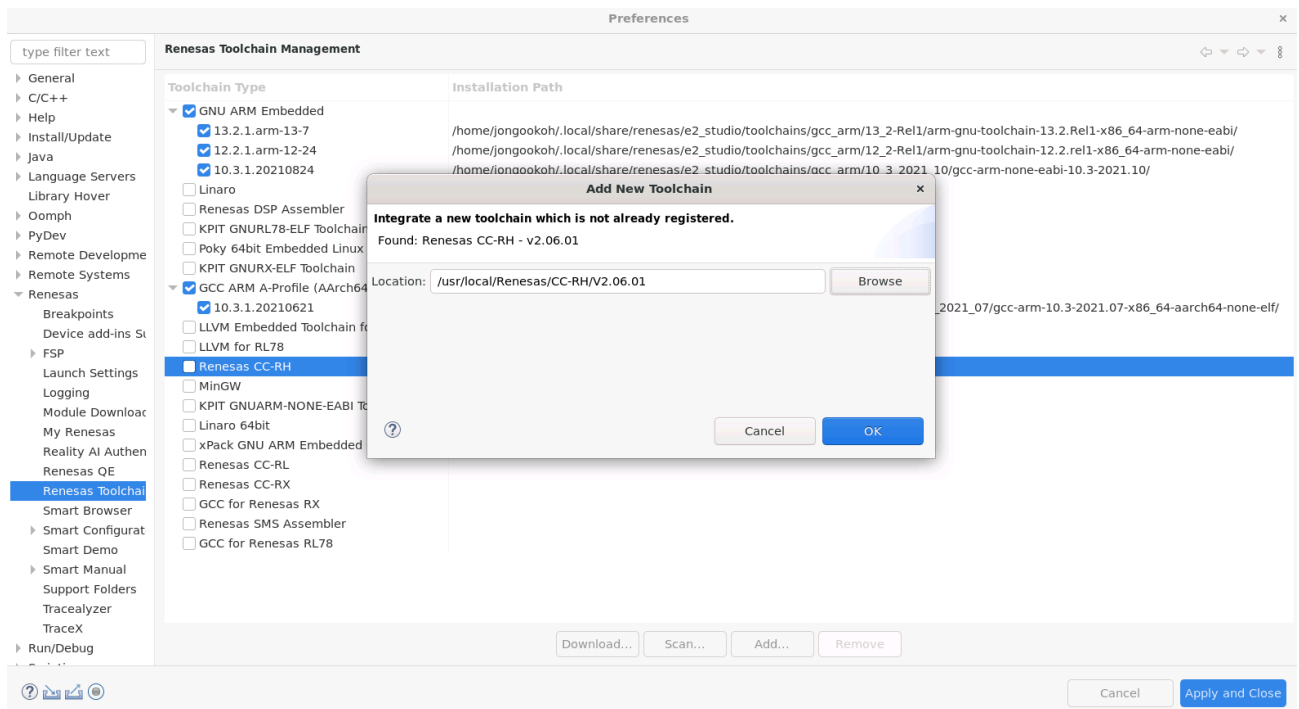 Preferences
type filter text
Renesas Toolchain Management
General
C/C++
Help
Install/Update
Java
Language Servers
Library Hover
Oomph
PyDev
Remote Developme
Remote Systems
Renesas
Breakpoints
Device add-ins Su
FSP
Launch Settings
Logging
Module Download
My Renesas
Reality AI Authen
Renesas QE
Renesas Toolchai
Smart Browser
Smart Configurat
Smart Demo
Smart Manual
Support Folders
Tracealyzer
TraceX
Run/Debug
Toolchain Type Installation Path
GNU ARM Embedded
13.2.1.arm-13-7 /home/jongookoh/.local/share/renesas/e2_studio/toolchains/gcc_arm/13_2-Rel1/arm-gnu-toolchain-13.2.Rel1-x86_64-arm-none-eabi/
12.2.1.arm-12-24 /home/jongookoh/.local/share/renesas/e2_studio/toolchains/gcc_arm/12_2-Rel1/arm-gnu-toolchain-12.2.rel1-x86_64-arm-none-eabi/
10.3.1.20210824 /home/jongookoh/.local/share/renesas/e2_studio/toolchains/gcc_arm/10_3_2021_10/gcc-arm-none-eabi-10.3-2021.10/
Linaro
Renesas DSP Assembler
KPIT GNURL78-ELF Toolchain
Poky 64bit Embedded Linux
KPIT GNURX-ELF Toolchain
GCC ARM A-Profile (AArch64
10.3.1.20210621 _2021_07/gcc-arm-10.3-2021.07-x86_64-aarch64-none-elf/
LLVM Embedded Toolchain fo
LLVM for RL78
Renesas CC-RH
MinGW
KPIT GNUARM-NONE-EABI To
Linaro 64bit
xPack GNU ARM Embedded
Renesas CC-RL
Renesas CC-RX
GCC for Renesas RX
Renesas SMS Assembler
GCC for Renesas RL78
Add New Toolchain
Integrate a new toolchain which is not already registered.
Found: Renesas CC-RH - v2.06.01
Location: /usr/local/Renesas/CC-RH/V2.06.01 Browse
Cancel OK
Download... Scan... Add... Remove
Cancel Apply and Close